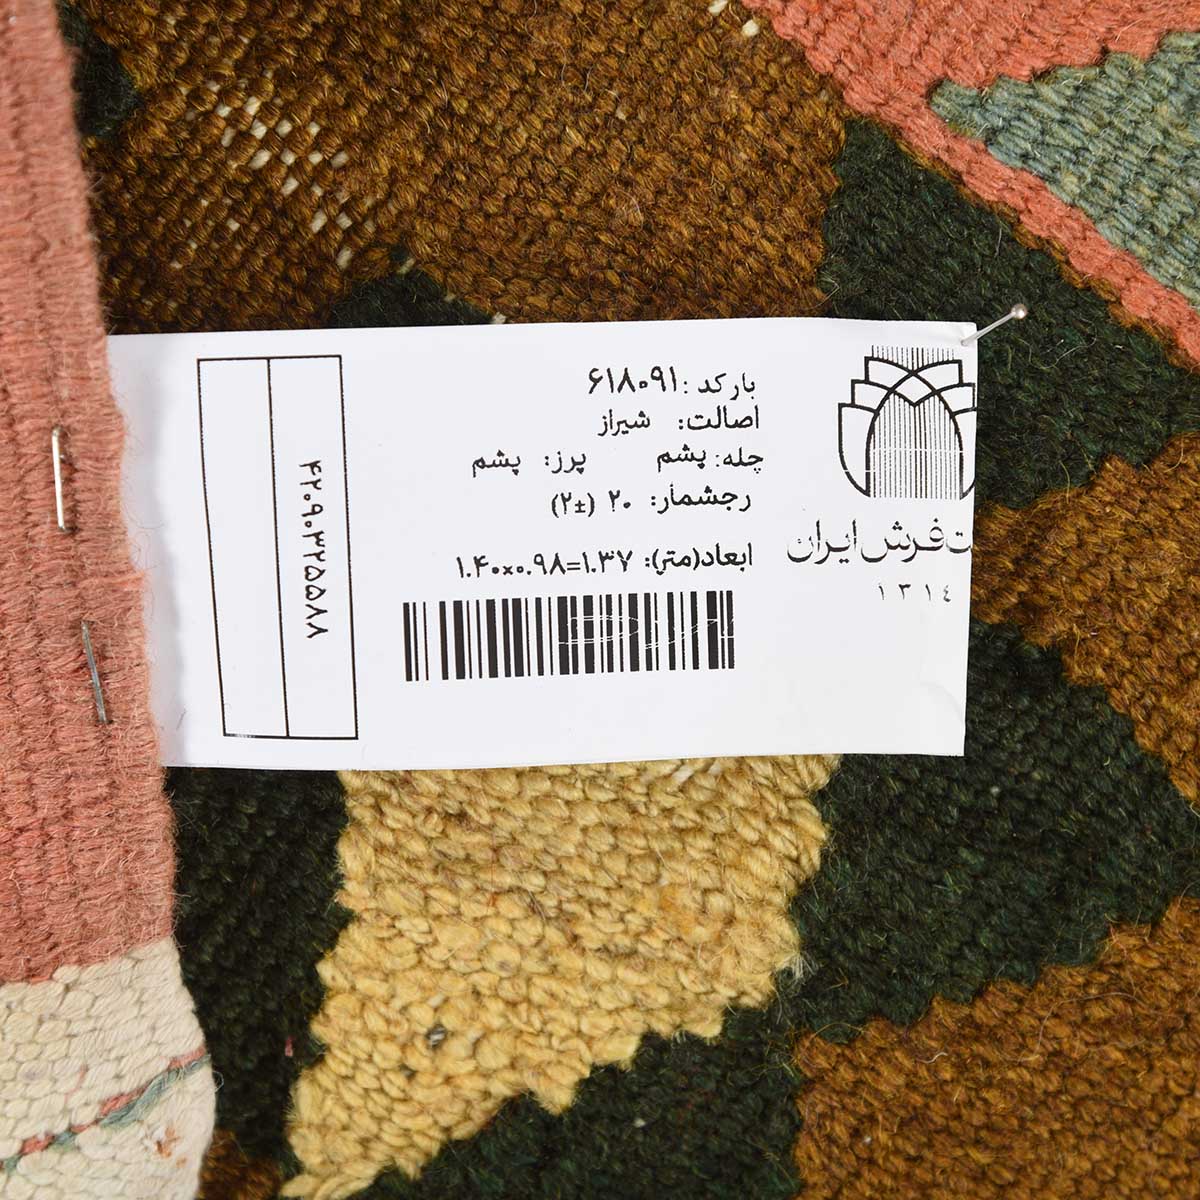 بارکد: ۶۱۸۰۹۱
اصالت: شیراز
چله: پشم پرز: پشم
رجشمار: ۲۰ (±۲)
ابعاد(متر): ۱.۴۰×۰.۹۸=۱.۳۷
فرش ایران
۱۳۱٤
۴۲۰۹۰۳۲۵۵۸۸